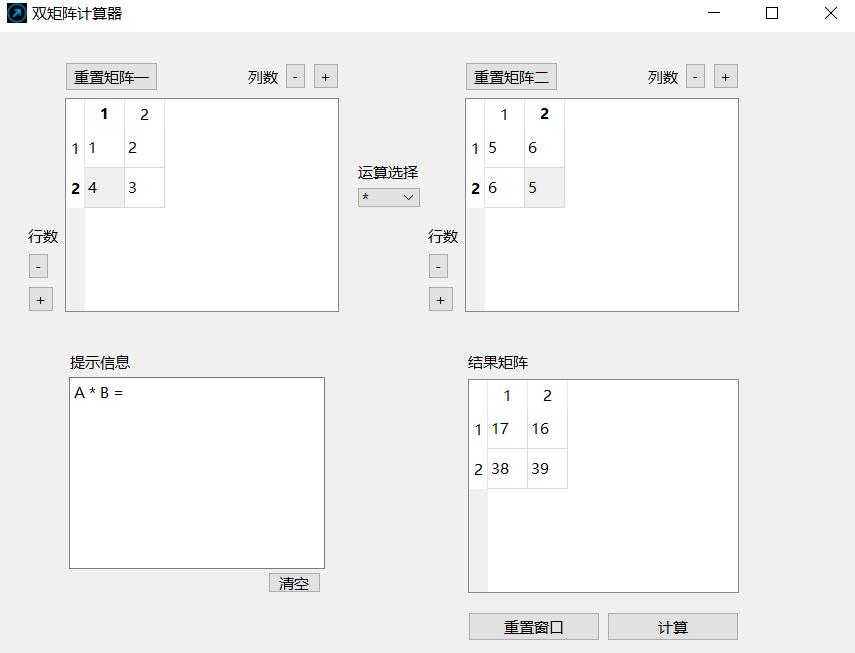 双矩阵计算器
重置矩阵一 列数 - +
重置矩阵二 列数 - +
1 2
1 1 2
2 4 3
运算选择
*
1 2
1 5 6
2 6 5
行数
-
+
行数
-
+
提示信息
A * B =
清空
结果矩阵
1 2
1 17 16
2 38 39
重置窗口 计算